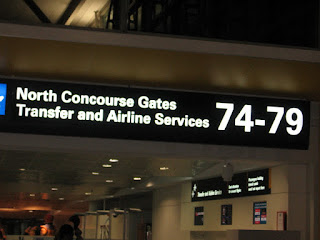 North Concourse Gates
Transfer and Airline Services
74-79